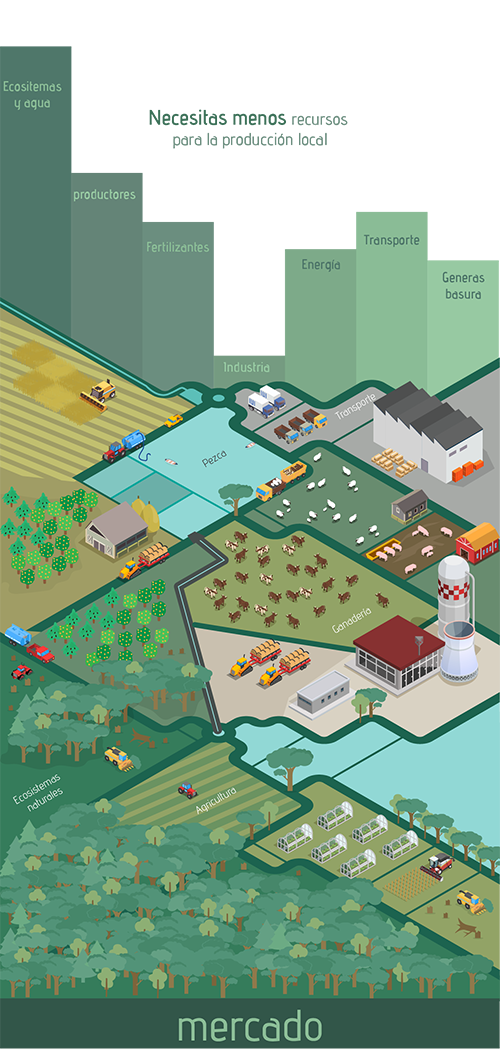 Ecositemas
y agua
Necesitas menos recursos
para la producción local
productores
Fertilizantes
Transporte
Energía
Generas
basura
Industria
Transporte
Pezca
Ganadería
Ecosistemas
naturales
Agricultura
mercado